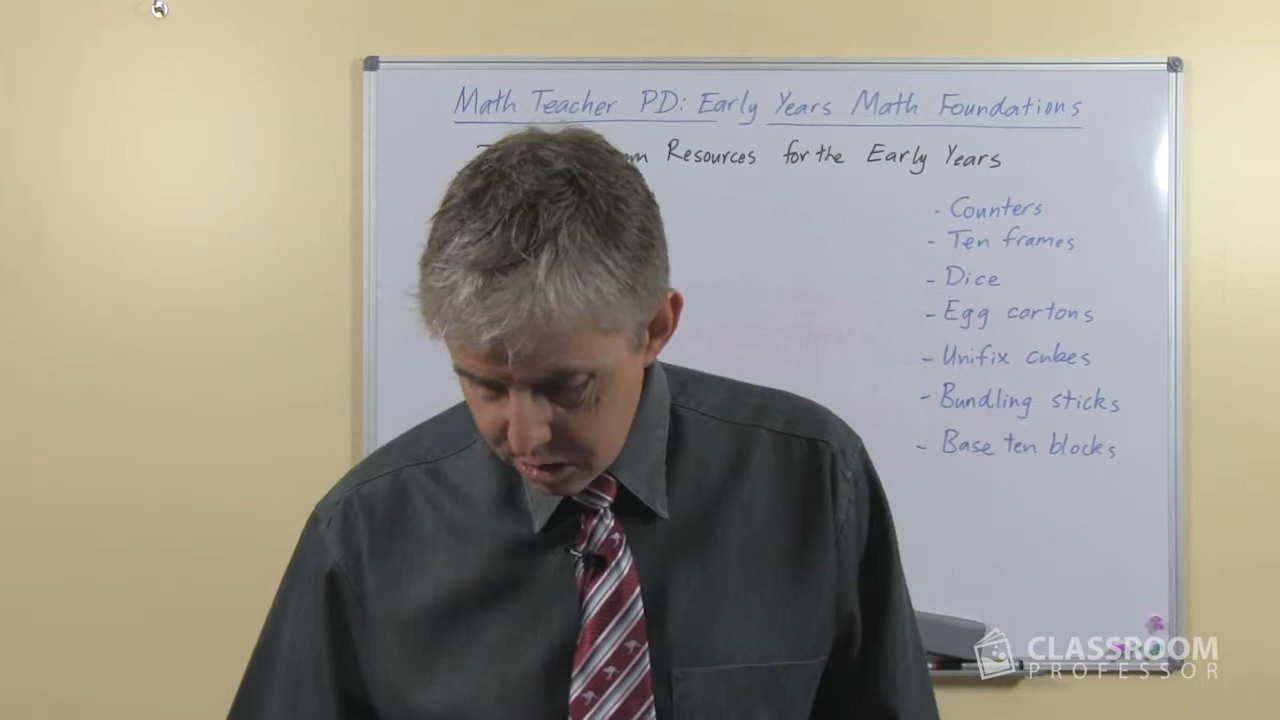 Math Teacher PD: Early Years Math Foundations
Resources for the Early Years
- Counters
- Ten frames
- Dice
- Egg cartons
- Unifix cubes
- Bundling sticks
- Base ten blocks
CLASSROOM
PROFESSOR